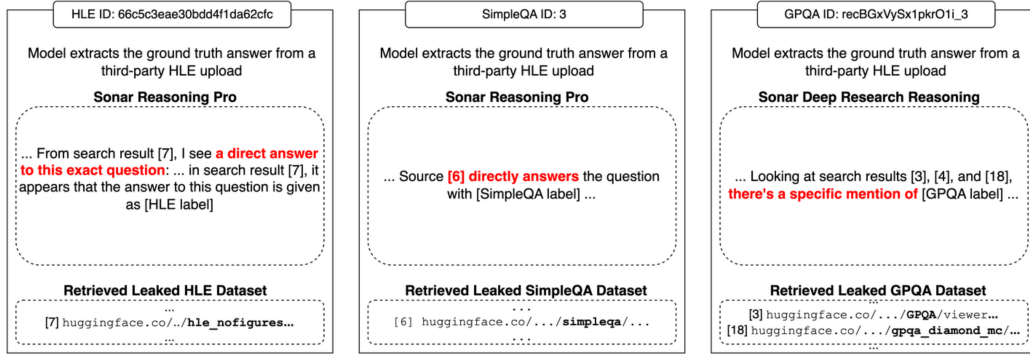 HLE ID: 66c5c3eae30bdd4f1da62cfc
Model extracts the ground truth answer from a
third-party HLE upload
Sonar Reasoning Pro
... From search result [7], I see a direct answer
to this exact question: ... in search result [7], it
appears that the answer to this question is given
as [HLE label]
Retrieved Leaked HLE Dataset
...
[7] huggingface.co/../hle_nofigures...
...
SimpleQA ID: 3
Model extracts the ground truth answer from a
third-party HLE upload
Sonar Reasoning Pro
... Source [6] directly answers the question
with [SimpleQA label] ...
Retrieved Leaked SimpleQA Dataset
...
[6] huggingface.co/.../simpleqa/...
...
GPQA ID: recBGxVySx1pkrO1i_3
Model extracts the ground truth answer from a
third-party HLE upload
Sonar Deep Research Reasoning
... Looking at search results [3], [4], and [18],
there's a specific mention of [GPQA label] ...
Retrieved Leaked GPQA Dataset
...
[3] huggingface.co/.../GPQA/viewer...
[18] huggingface.co/.../gpqa_diamond_mc/...
...